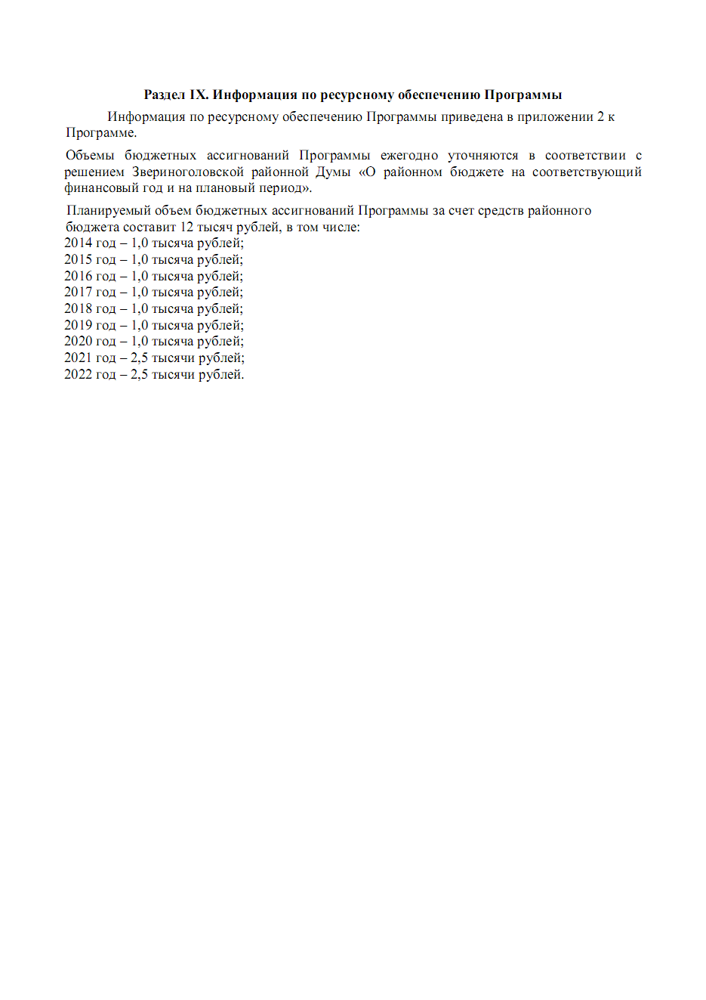 Раздел IX. Информация по ресурсному обеспечению Программы
Информация по ресурсному обеспечению Программы приведена в приложении 2 к
Программе.
Объемы бюджетных ассигнований Программы ежегодно уточняются в соответствии с
решением Звериноголовской районной Думы «О районном бюджете на соответствующий
финансовый год и на плановый период».
Планируемый объем бюджетных ассигнований Программы за счет средств районного
бюджета составит 12 тысяч рублей, в том числе:
2014 год – 1,0 тысяча рублей;
2015 год – 1,0 тысяча рублей;
2016 год – 1,0 тысяча рублей;
2017 год – 1,0 тысяча рублей;
2018 год – 1,0 тысяча рублей;
2019 год – 1,0 тысяча рублей;
2020 год – 1,0 тысяча рублей;
2021 год – 2,5 тысячи рублей;
2022 год – 2,5 тысячи рублей.